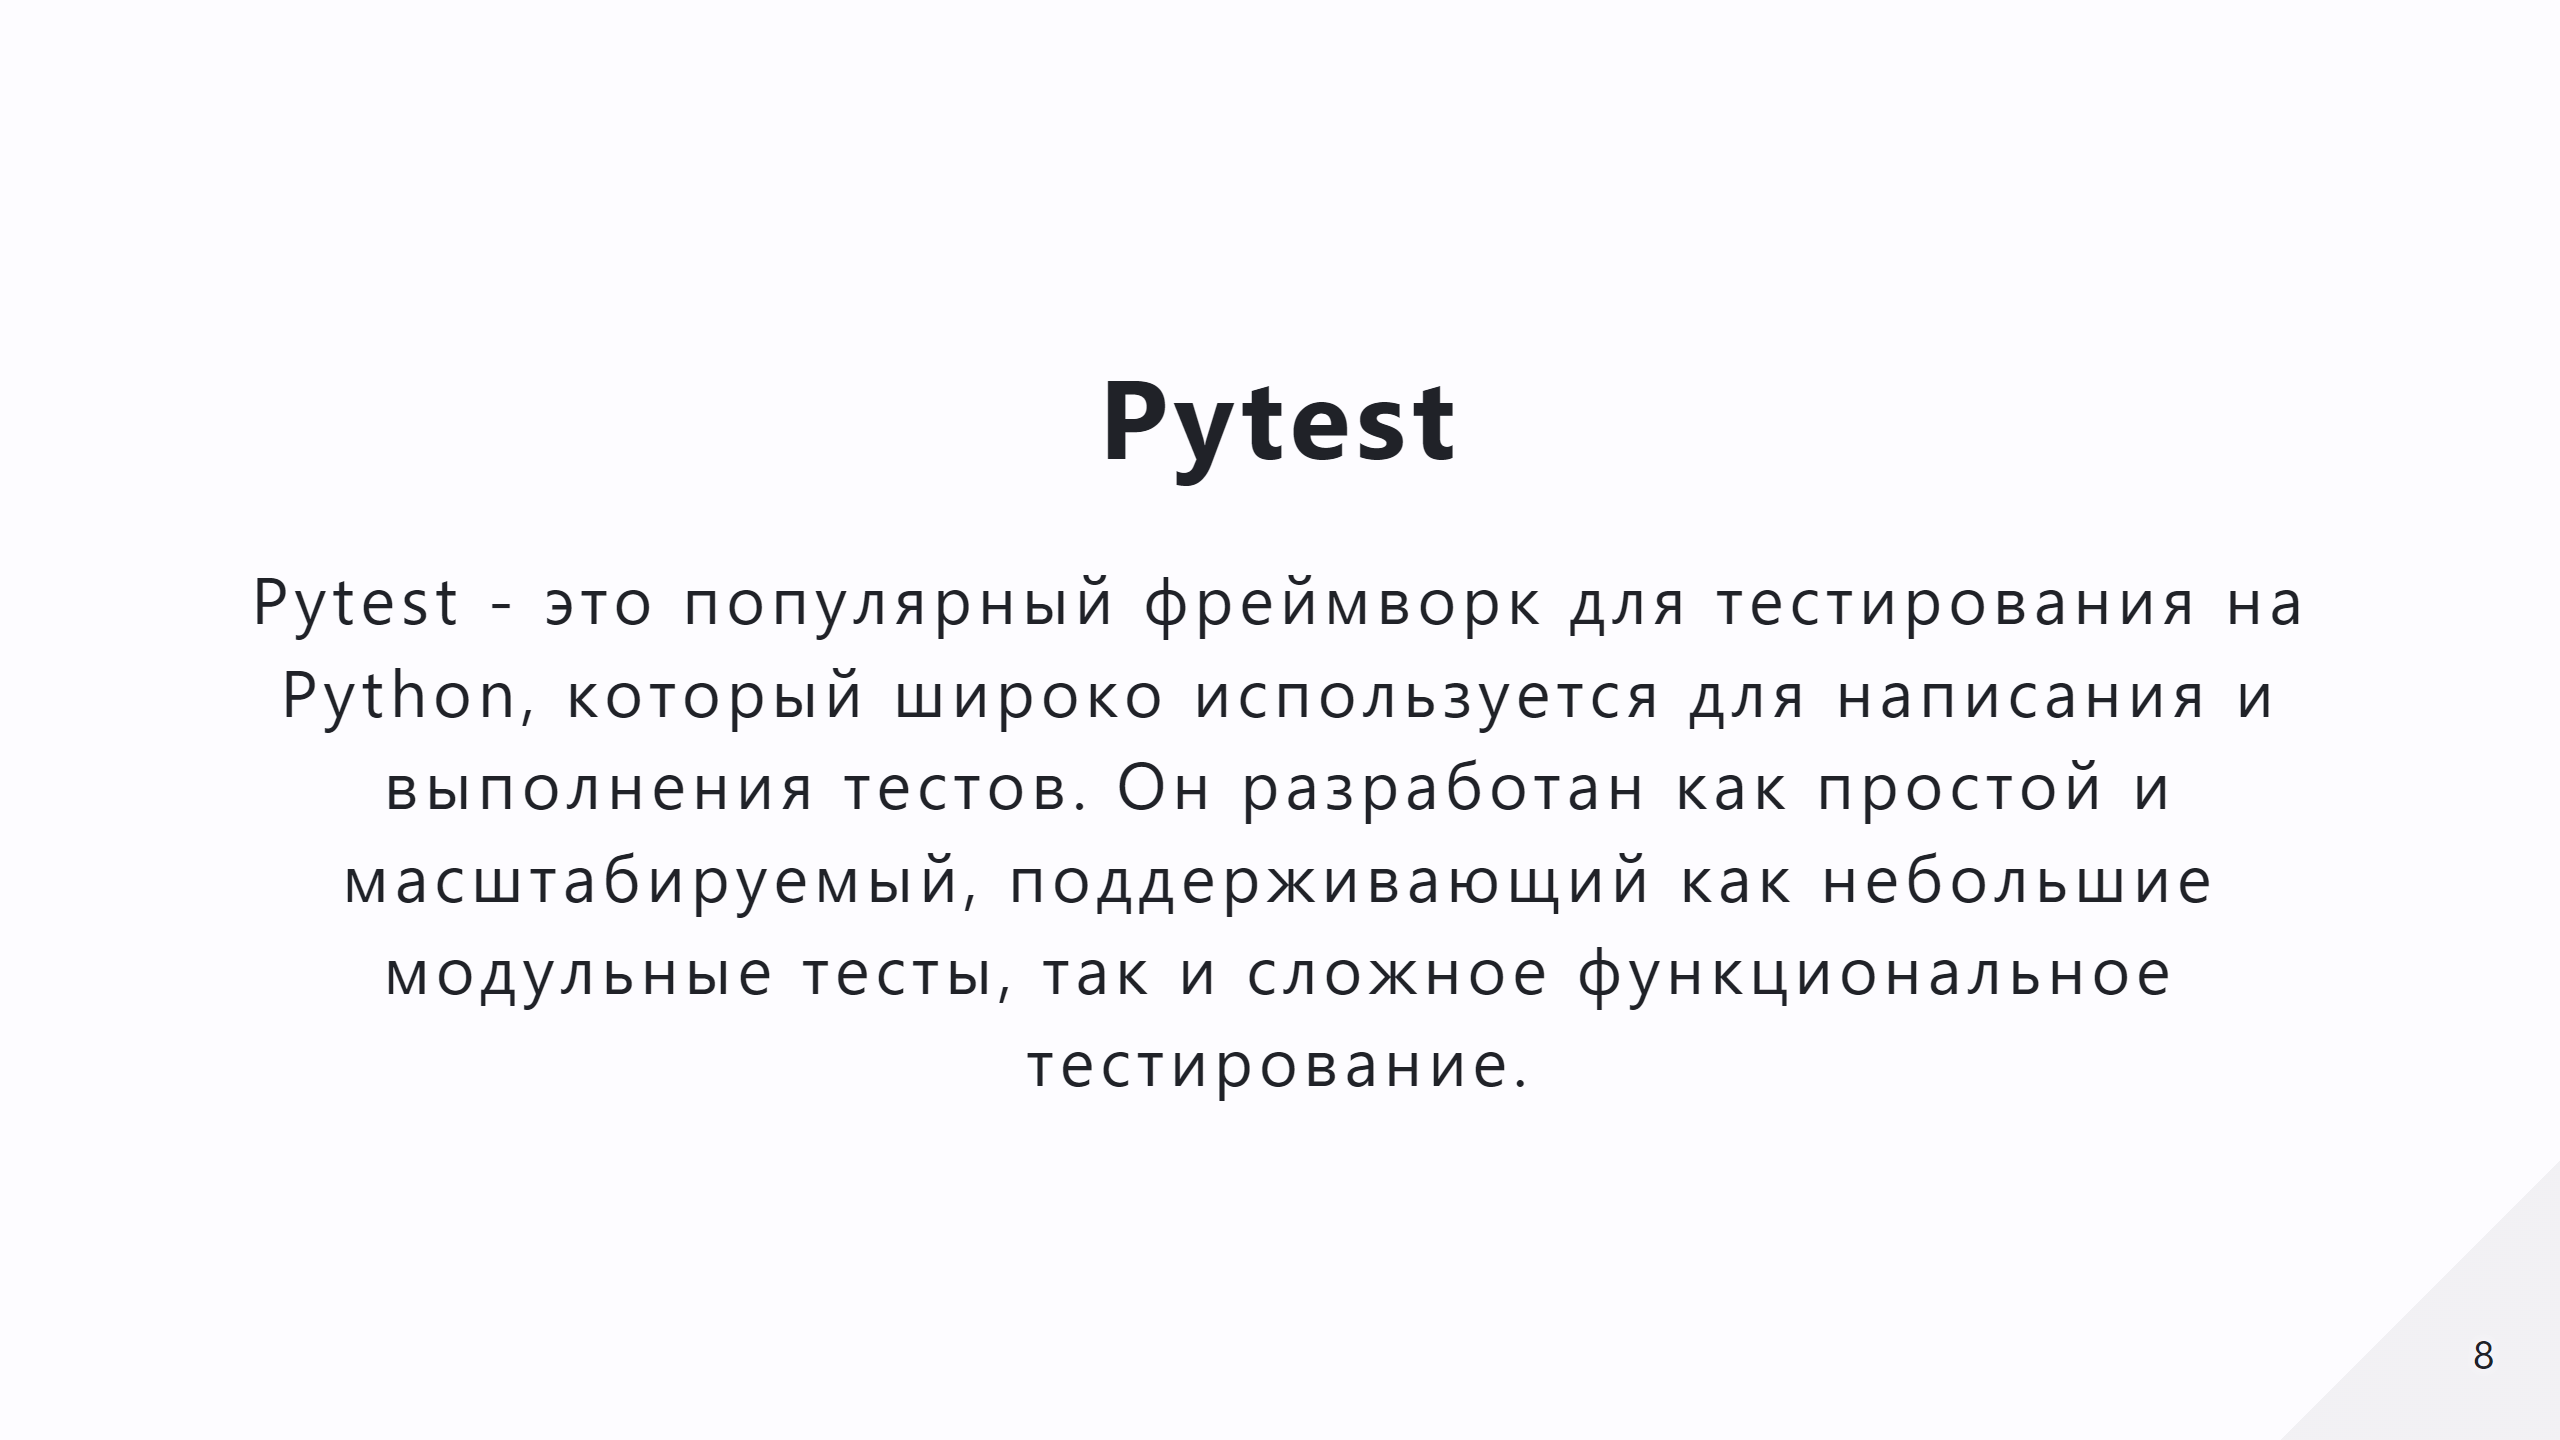 Pytest
Pytest - это популярный фреймворк для тестирования на
Python, который широко используется для написания и
выполнения тестов. Он разработан как простой и
масштабируемый, поддерживающий как небольшие
модульные тесты, так и сложное функциональное
тестирование.
8